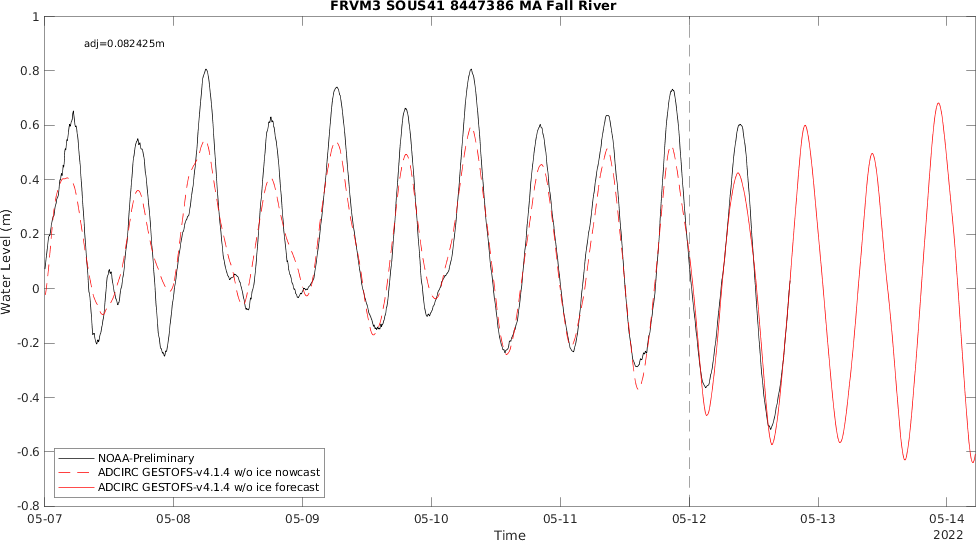 FRVM3 SOUS41 8447386 MA Fall River
1
adj=0.082425m
0.8
0.6
0.4
0.2
0
-0.2
-0.4
-0.6
-0.8
Water Level (m)
NOAA-Preliminary
ADCIRC GESTOFS-v4.1.4 w/o ice nowcast
ADCIRC GESTOFS-v4.1.4 w/o ice forecast
05-07 05-08 05-09 05-10 05-11 05-12 05-13 05-14
Time
2022